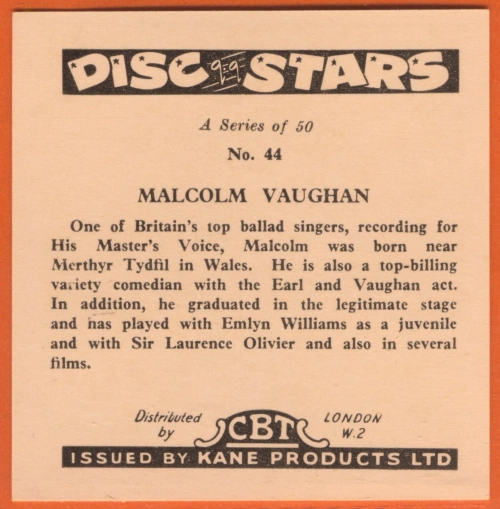 DISC STARS
A Series of 50
No. 44
MALCOLM VAUGHAN
One of Britain's top ballad singers, recording for
His Master's Voice, Malcolm was born near
Merthyr Tydfil in Wales. He is also a top-billing
variety comedian with the Earl and Vaughan act.
In addition, he graduated in the legitimate stage
and has played with Emlyn Williams as a juvenile
and with Sir Laurence Olivier and also in several
films.
Distributed by CBT LONDON W.2
ISSUED BY KANE PRODUCTS LTD